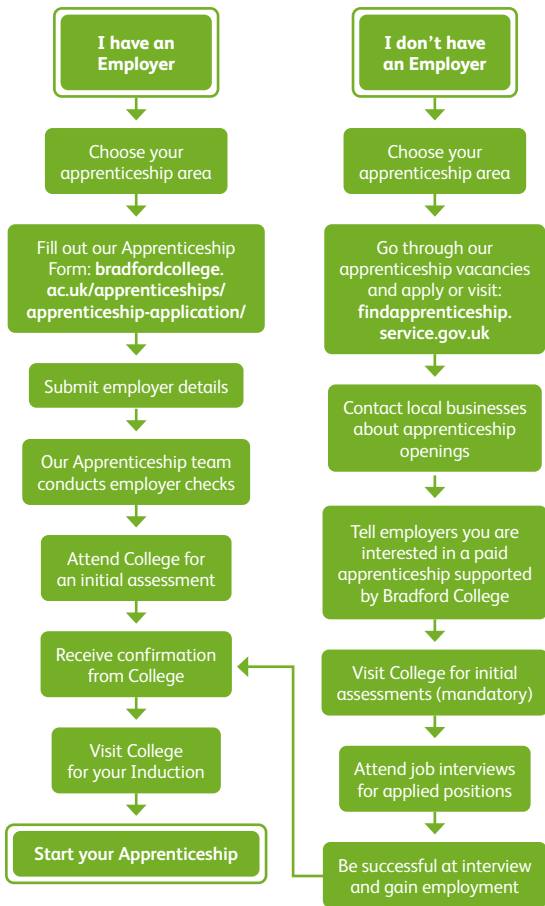 I have an
Employer
Choose your
apprenticeship area
Fill out our Apprenticeship
Form: bradfordcollege.
ac.uk/apprenticeships/
apprenticeship-application/
Submit employer details
Our Apprenticeship team
conducts employer checks
Attend College for
an initial assessment
Receive confirmation
from College
Visit College
for your Induction
Start your Apprenticeship
I don't have
an Employer
Choose your
apprenticeship area
Go through our
apprenticeship vacancies
and apply or visit:
findapprenticeship.
service.gov.uk
Contact local businesses
about apprenticeship
openings
Tell employers you are
interested in a paid
apprenticeship supported
by Bradford College
Visit College for initial
assessments (mandatory)
Attend job interviews
for applied positions
Be successful at interview
and gain employment